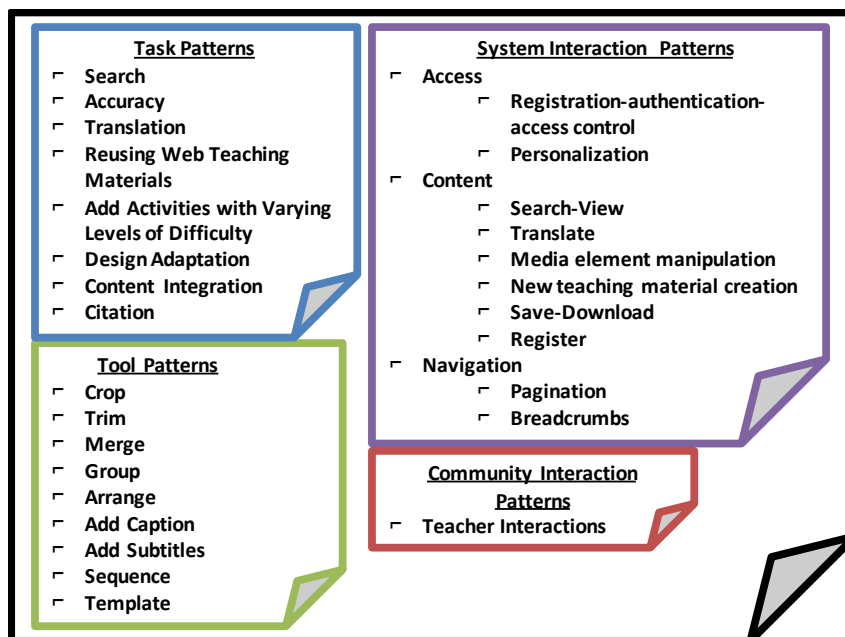 Task Patterns
Search
Accuracy
Translation
Reusing Web Teaching
Materials
Add Activities with Varying
Levels of Difficulty
Design Adaptation
Content Integration
Citation
Tool Patterns
Crop
Trim
Merge
Group
Arrange
Add Caption
Add Subtitles
Sequence
Template
System Interaction Patterns
Access
Registration-authentication-
access control
Personalization
Content
Search-View
Translate
Media element manipulation
New teaching material creation
Save-Download
Register
Navigation
Pagination
Breadcrumbs
Community Interaction
Patterns
Teacher Interactions